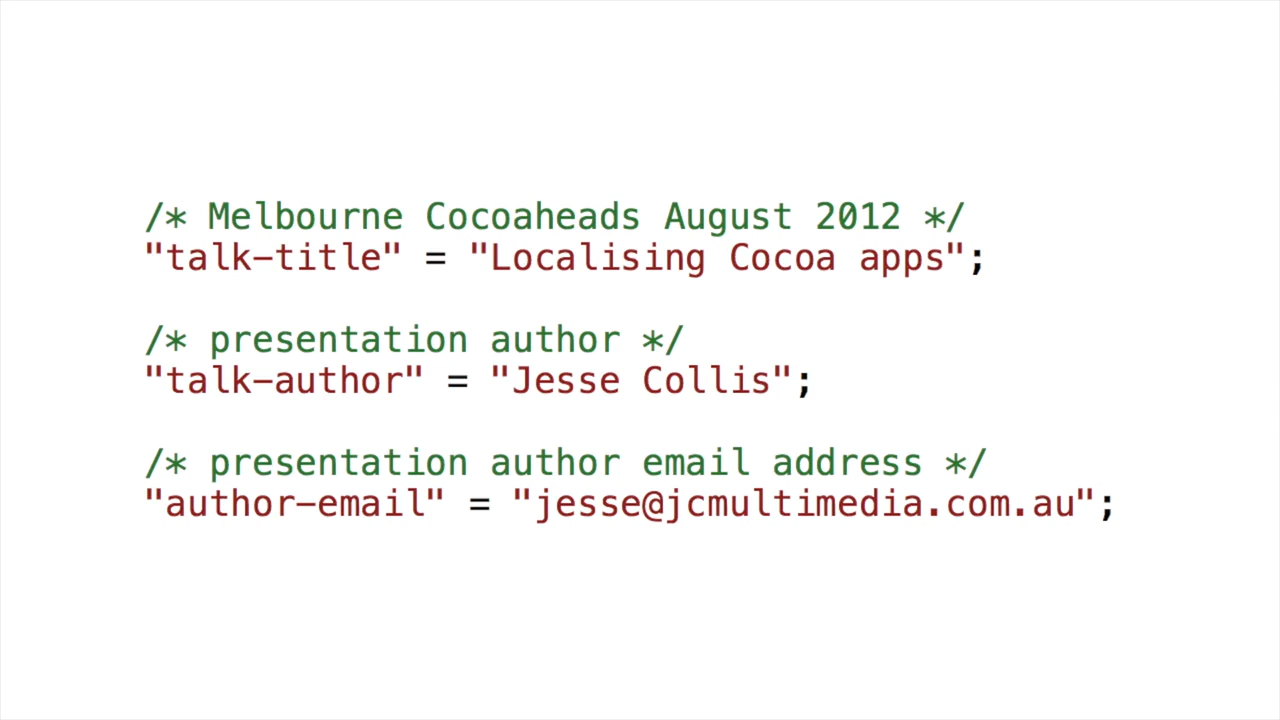 /* Melbourne Cocoaheads August 2012 */
"talk-title" = "Localising Cocoa apps";
/* presentation author */
"talk-author" = "Jesse Collis";
/* presentation author email address */
"author-email" = "jesse@jcmultimedia.com.au";